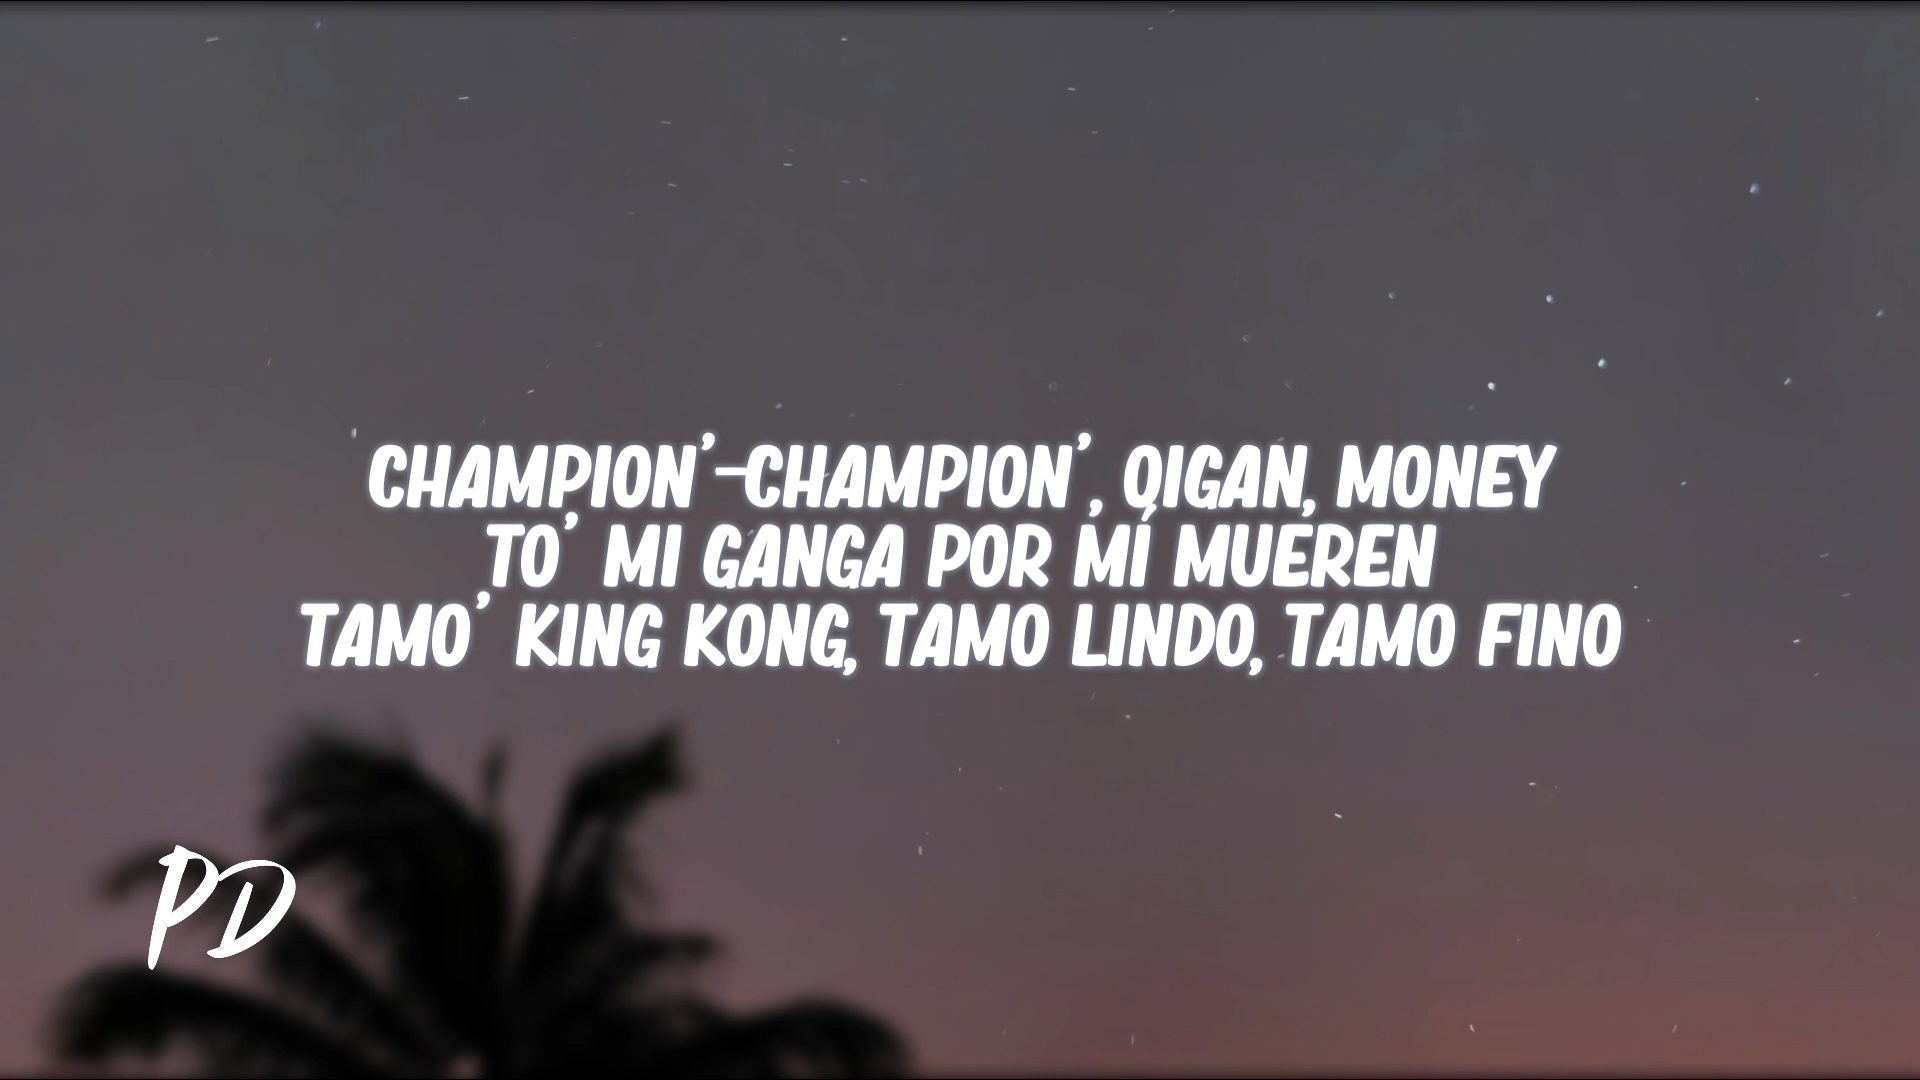 CHAMPION'-CHAMPION', QIGAN, MONEY
TO' MI GANGA POR MÍ MUEREN
TAMO' KING KONG, TAMO LINDO, TAMO FINO
PD